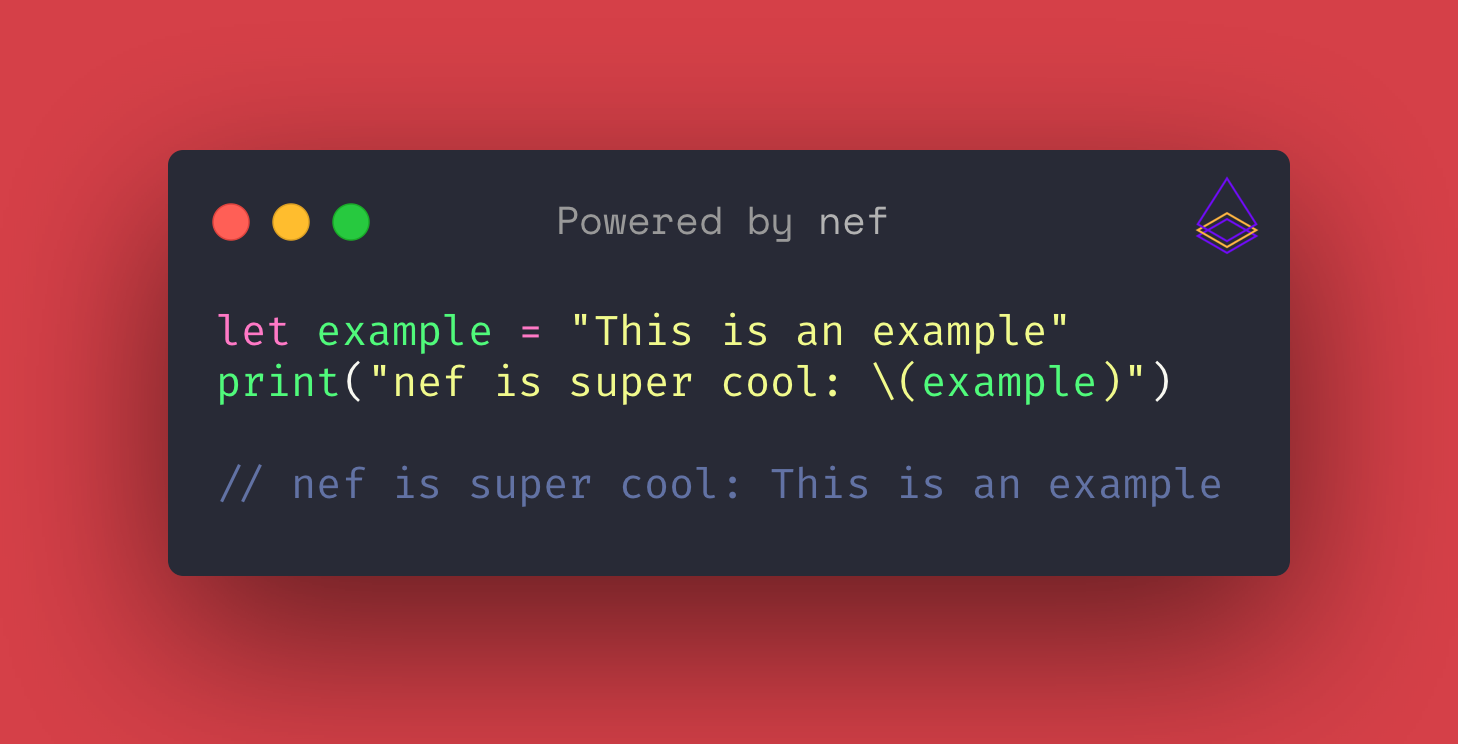 Powered by nef
let example = "This is an example"
print("nef is super cool: \(example)")
// nef is super cool: This is an example